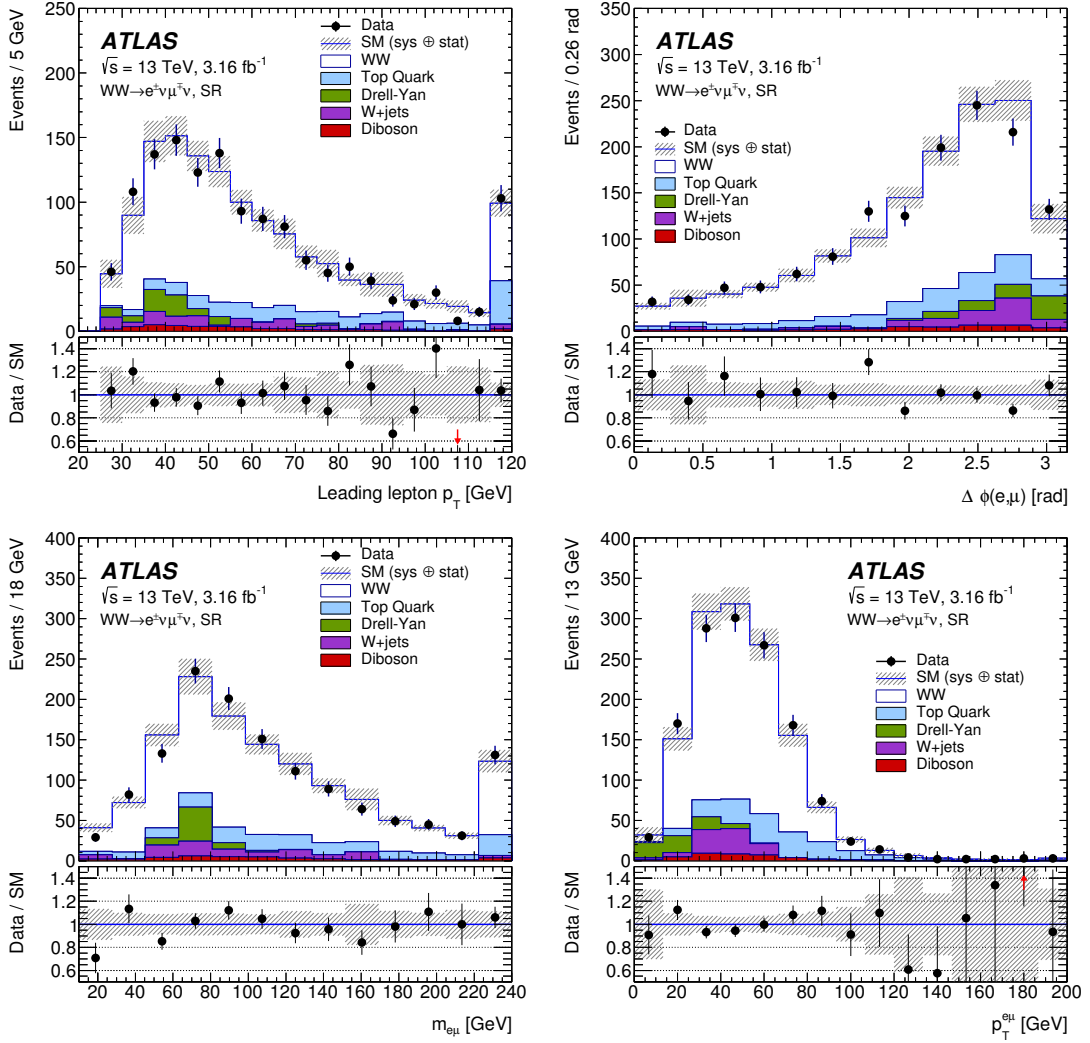 Events / 5 GeV
250
200
150
100
50
0
ATLAS
√s = 13 TeV, 3.16 fb⁻¹
WW→e±νμ∓ν, SR
Data
SM (sys ⊕ stat)
WW
Top Quark
Drell-Yan
W+jets
Diboson
Data / SM
1.4
1.2
1
0.8
0.6
20 30 40 50 60 70 80 90 100 110 120
Leading lepton p_T [GeV]
Events / 0.26 rad
350
300
250
200
150
100
50
0
ATLAS
√s = 13 TeV, 3.16 fb⁻¹
WW→e±νμ∓ν, SR
Data
SM (sys ⊕ stat)
WW
Top Quark
Drell-Yan
W+jets
Diboson
Data / SM
1.4
1.2
1
0.8
0.6
0 0.5 1 1.5 2 2.5 3
Δ φ(e,μ) [rad]
Events / 18 GeV
400
350
300
250
200
150
100
50
0
ATLAS
√s = 13 TeV, 3.16 fb⁻¹
WW→e±νμ∓ν, SR
Data
SM (sys ⊕ stat)
WW
Top Quark
Drell-Yan
W+jets
Diboson
Data / SM
1.4
1.2
1
0.8
0.6
20 40 60 80 100 120 140 160 180 200 220 240
m_eμ [GeV]
Events / 13 GeV
400
350
300
250
200
150
100
50
0
ATLAS
√s = 13 TeV, 3.16 fb⁻¹
WW→e±νμ∓ν, SR
Data
SM (sys ⊕ stat)
WW
Top Quark
Drell-Yan
W+jets
Diboson
Data / SM
1.4
1.2
1
0.8
0.6
0 20 40 60 80 100 120 140 160 180 200
p_T^eμ [GeV]